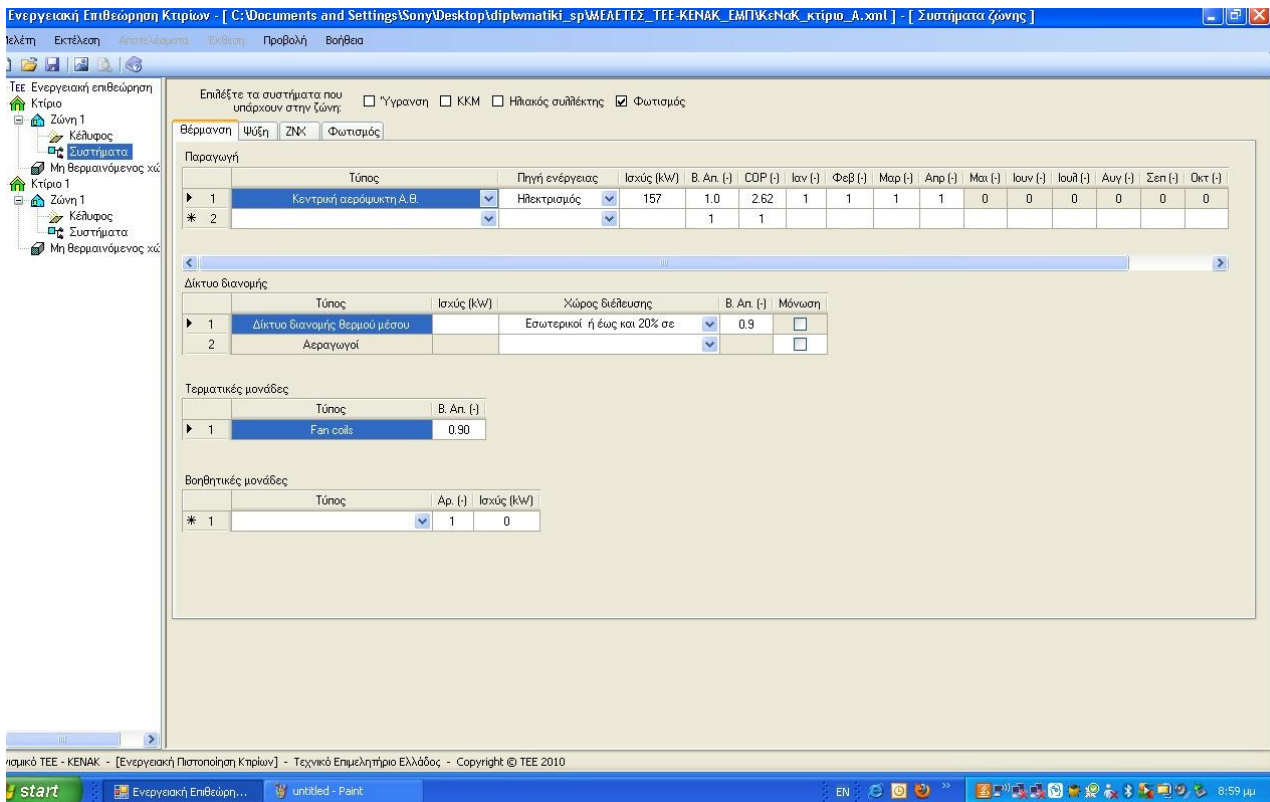 Ενεργειακή Επιθεώρηση Κτιρίων - [ C:\Documents and Settings\Sony\Desktop\diplwmatiki_sp\ΜΕΛΕΤΕΣ_ΤΕΕ-ΚΕΝΑΚ_ΕΜΠ\ΚεΝαΚ_κτίριο_Α.xml ] - [ Συστήματα ζώνης ]
Μελέτη Εκτέλεση Αποτελέσματα Έκθεση Προβολή Βοήθεια
ΤΕΕ Ενεργειακή επιθεώρηση
Κτίριο
Ζώνη 1
Κέλυφος
Συστήματα
Μη θερμαινόμενος χώ
Κτίριο 1
Ζώνη 1
Κέλυφος
Συστήματα
Μη θερμαινόμενος χώ
Επιλέξτε τα συστήματα που
υπάρχουν στην ζώνη: Ύγρανση ΚΚΜ Ηλιακός συλλέκτης Φωτισμός
Θέρμανση Ψύξη ΖΝΧ Φωτισμός
Παραγωγή
Τύπος Πηγή ενέργειας Ισχύς (kW) Β. Απ. (-) COP (-) Ιαν (-) Φεβ (-) Μαρ (-) Απρ (-) Μαι (-) Ιουν (-) Ιουλ (-) Αυγ (-) Σεπ (-) Οκτ (-)
1 Κεντρική αερόψυκτη Α.Θ. Ηλεκτρισμός 157 1.0 2.62 1 1 1 1 0 0 0 0 0 0
* 2 1 1
Δίκτυο διανομής
Τύπος Ισχύς (kW) Χώρος διέλευσης Β. Απ. (-) Μόνωση
1 Δίκτυο διανομής θερμού μέσου Εσωτερικοί ή έως και 20% σε 0.9
2 Αεραγωγοί
Τερματικές μονάδες
Τύπος Β. Απ. (-)
1 Fan coils 0.90
Βοηθητικές μονάδες
Τύπος Αρ. (-) Ισχύς (kW)
* 1 1 0
γισμικό ΤΕΕ - ΚΕΝΑΚ - [Ενεργειακή Πιστοποίηση Κτιρίων] - Τεχνικό Επιμελητήριο Ελλάδος - Copyright © ΤΕΕ 2010
start Ενεργειακή Επιθεώρη... untitled - Paint EN » 8:59 μμ